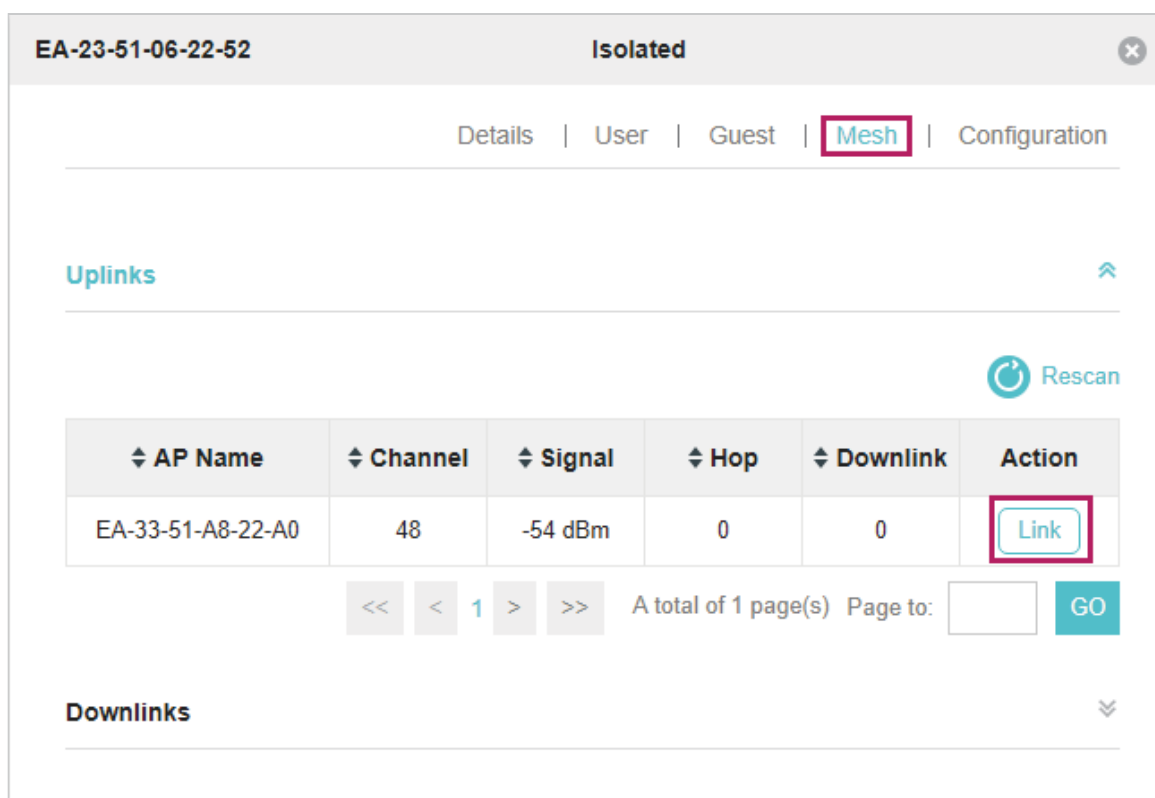 EA-23-51-06-22-52 Isolated
Details | User | Guest | Mesh | Configuration
Uplinks
Rescan
AP Name Channel Signal Hop Downlink Action
EA-33-51-A8-22-A0 48 -54 dBm 0 0 Link
<< < 1 > >> A total of 1 page(s) Page to: GO
Downlinks